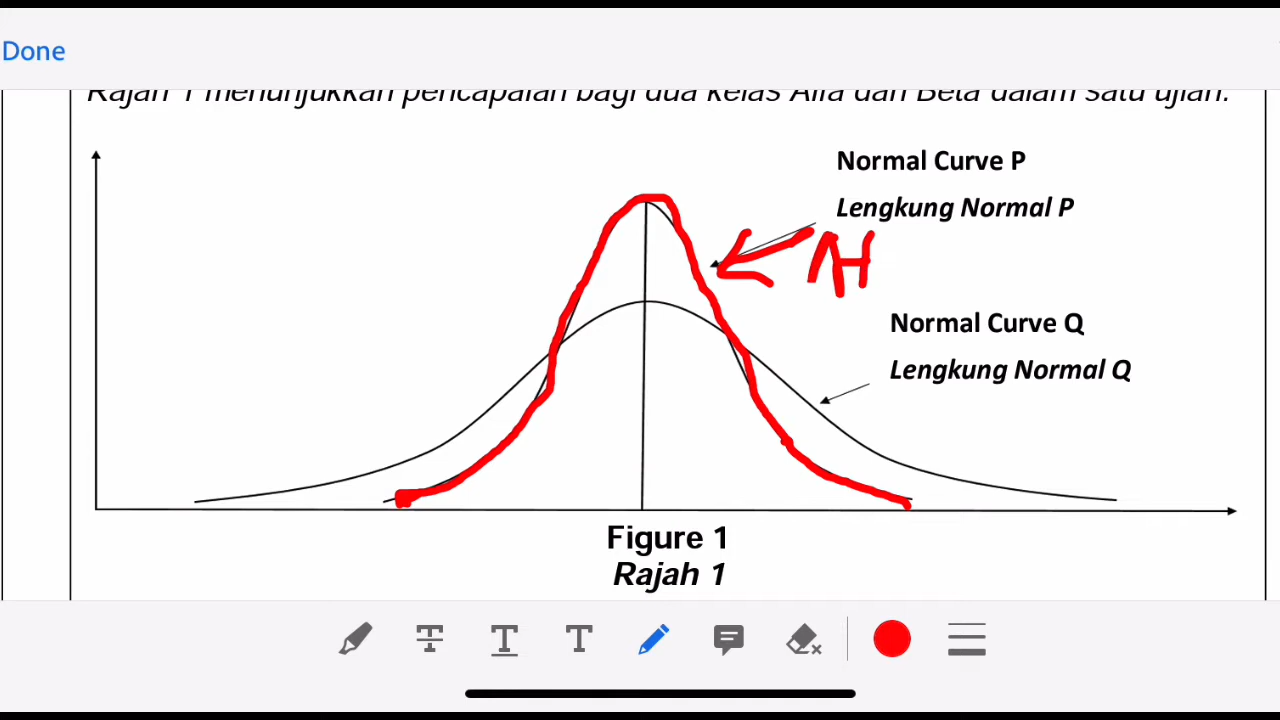 Done
Rajah 1 menunjukkan pencapaian bagi dua kelas Alfa dan Beta dalam satu ujian.
Normal Curve P
Lengkung Normal P
Normal Curve Q
Lengkung Normal Q
Figure 1
Rajah 1
T
T
T